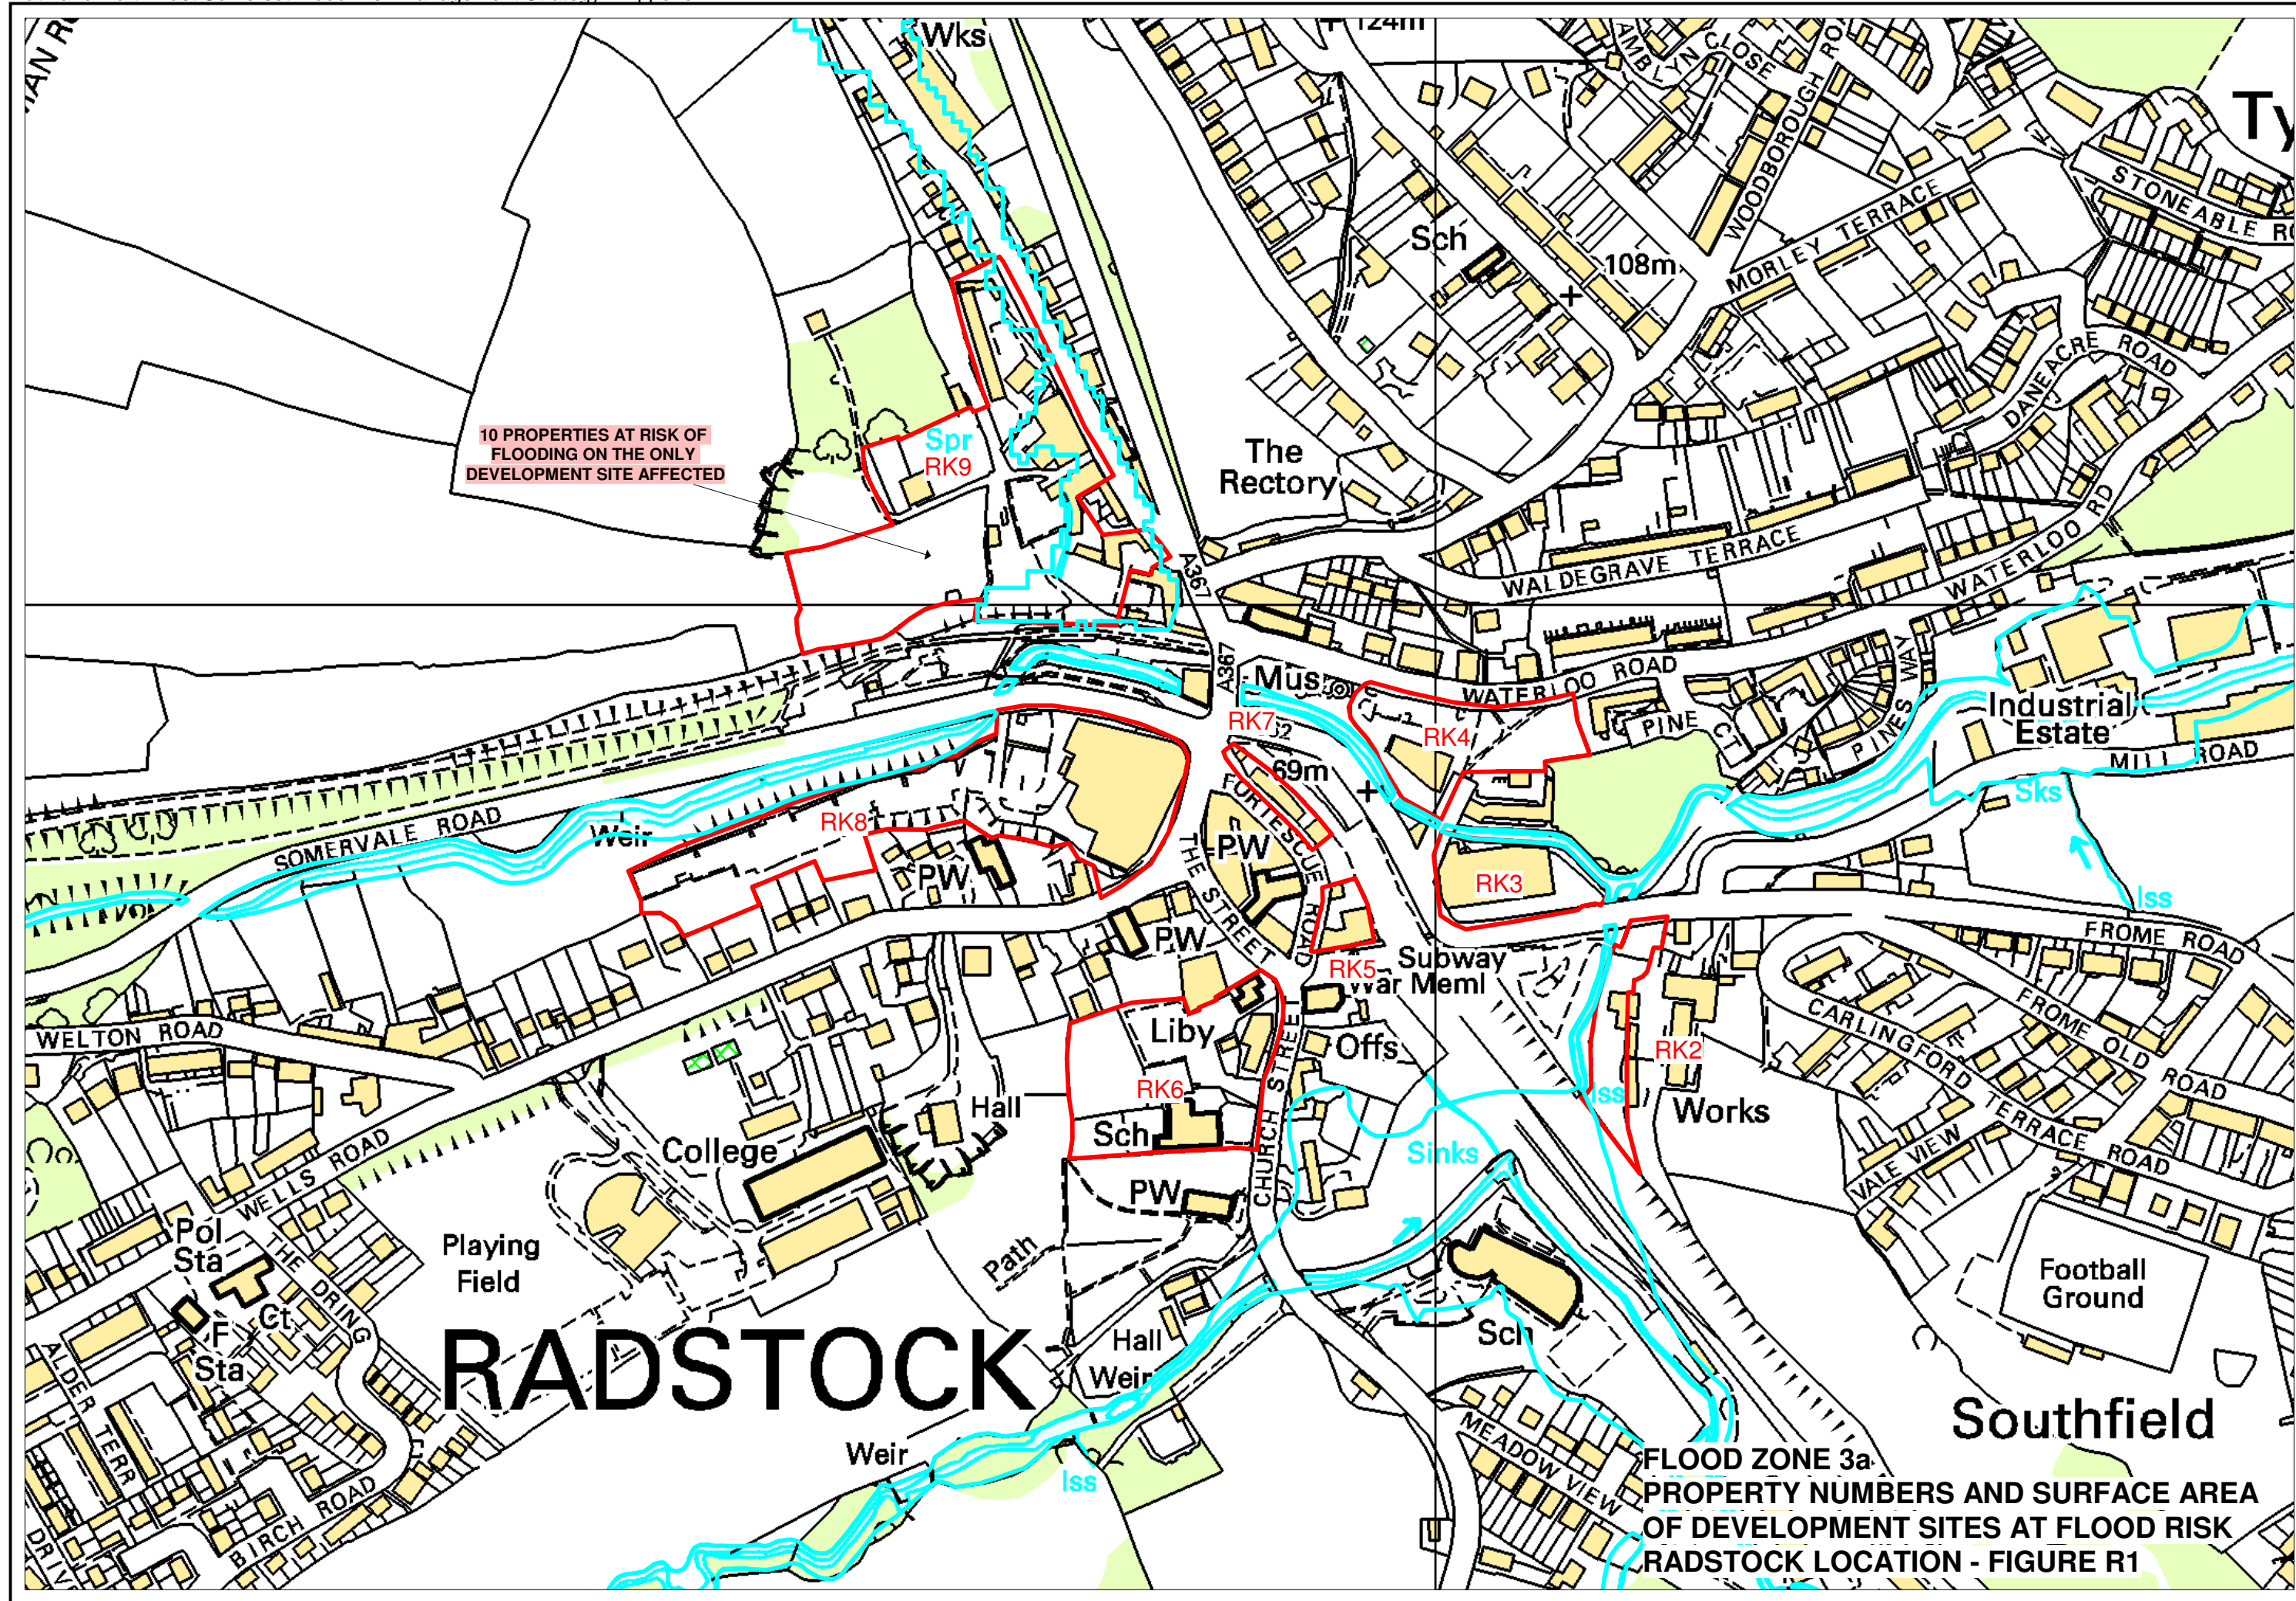 MAN R
Wks
124m
AMBLYN CLOSE
WOODBOROUGH RO
Ty
STONEABLE RO
MORLEY TERRACE
Sch
108m
DANEACRE ROAD
10 PROPERTIES AT RISK OF
FLOODING ON THE ONLY
DEVELOPMENT SITE AFFECTED
Spr
RK9
The
Rectory
A367
WALDEGRAVE TERRACE
WATERLOO RD
A367
Mus
WATERLOO ROAD
RK7
RK4
PINE CT
PINES WAY
Industrial
Estate
MILL ROAD
69m
FORTESCUE ROAD
Sks
SOMERVALE ROAD
Weir
RK8
PW
THE STREET
PW
RK3
Iss
PW
FROME ROAD
RK5
Subway
War Meml
WELTON ROAD
Liby
Offs
RK2
CARLINGFORD TERRACE ROAD
FROME OLD ROAD
RK6
Iss
Works
Hall
Sch
College
CHURCH STREET
Sinks
VALE VIEW
WELLS ROAD
PW
Pol
Sta
THE DRING
Playing
Field
Path
Football
Ground
Ct
F
Sta
RADSTOCK
Hall
Weir
Sch
ALDER TERR
Weir
Iss
MEADOW VIEW
Southfield
BIRCH ROAD
DRIVE
FLOOD ZONE 3a
PROPERTY NUMBERS AND SURFACE AREA
OF DEVELOPMENT SITES AT FLOOD RISK
RADSTOCK LOCATION - FIGURE R1